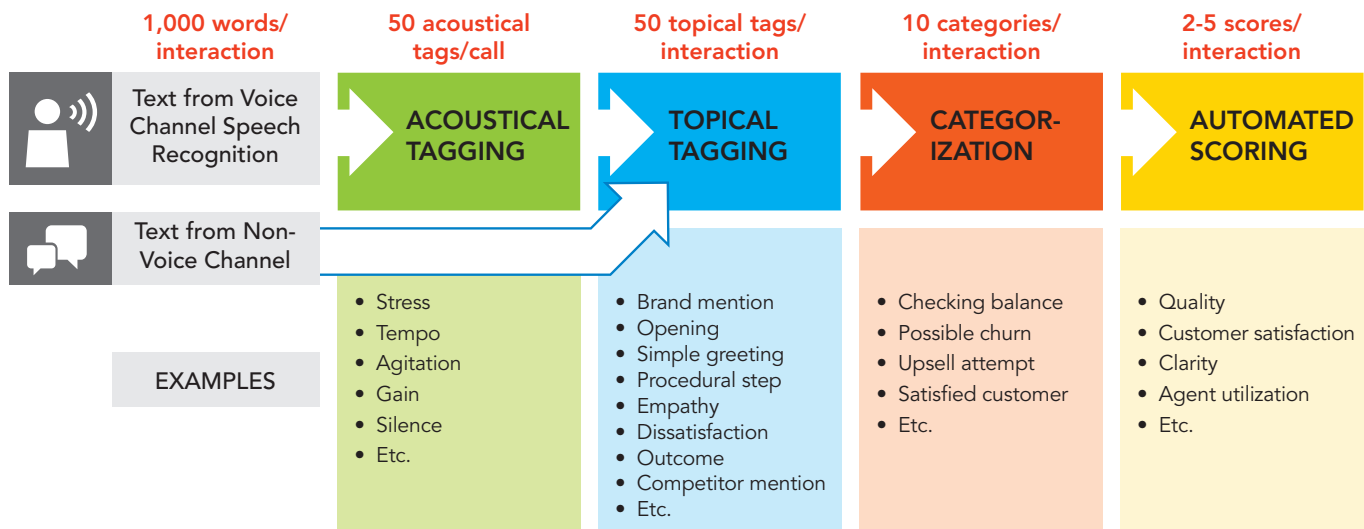 1,000 words/
interaction
50 acoustical
tags/call
50 topical tags/
interaction
10 categories/
interaction
2-5 scores/
interaction
Text from Voice
Channel Speech
Recognition
ACOUSTICAL
TAGGING
TOPICAL
TAGGING
CATEGOR-
IZATION
AUTOMATED
SCORING
Text from Non-
Voice Channel
EXAMPLES
• Stress
• Tempo
• Agitation
• Gain
• Silence
• Etc.
• Brand mention
• Opening
• Simple greeting
• Procedural step
• Empathy
• Dissatisfaction
• Outcome
• Competitor mention
• Etc.
• Checking balance
• Possible churn
• Upsell attempt
• Satisfied customer
• Etc.
• Quality
• Customer satisfaction
• Clarity
• Agent utilization
• Etc.